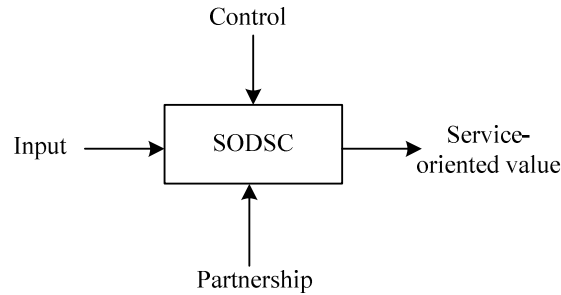 Control
Input
SODSC
Service-
oriented value
Partnership